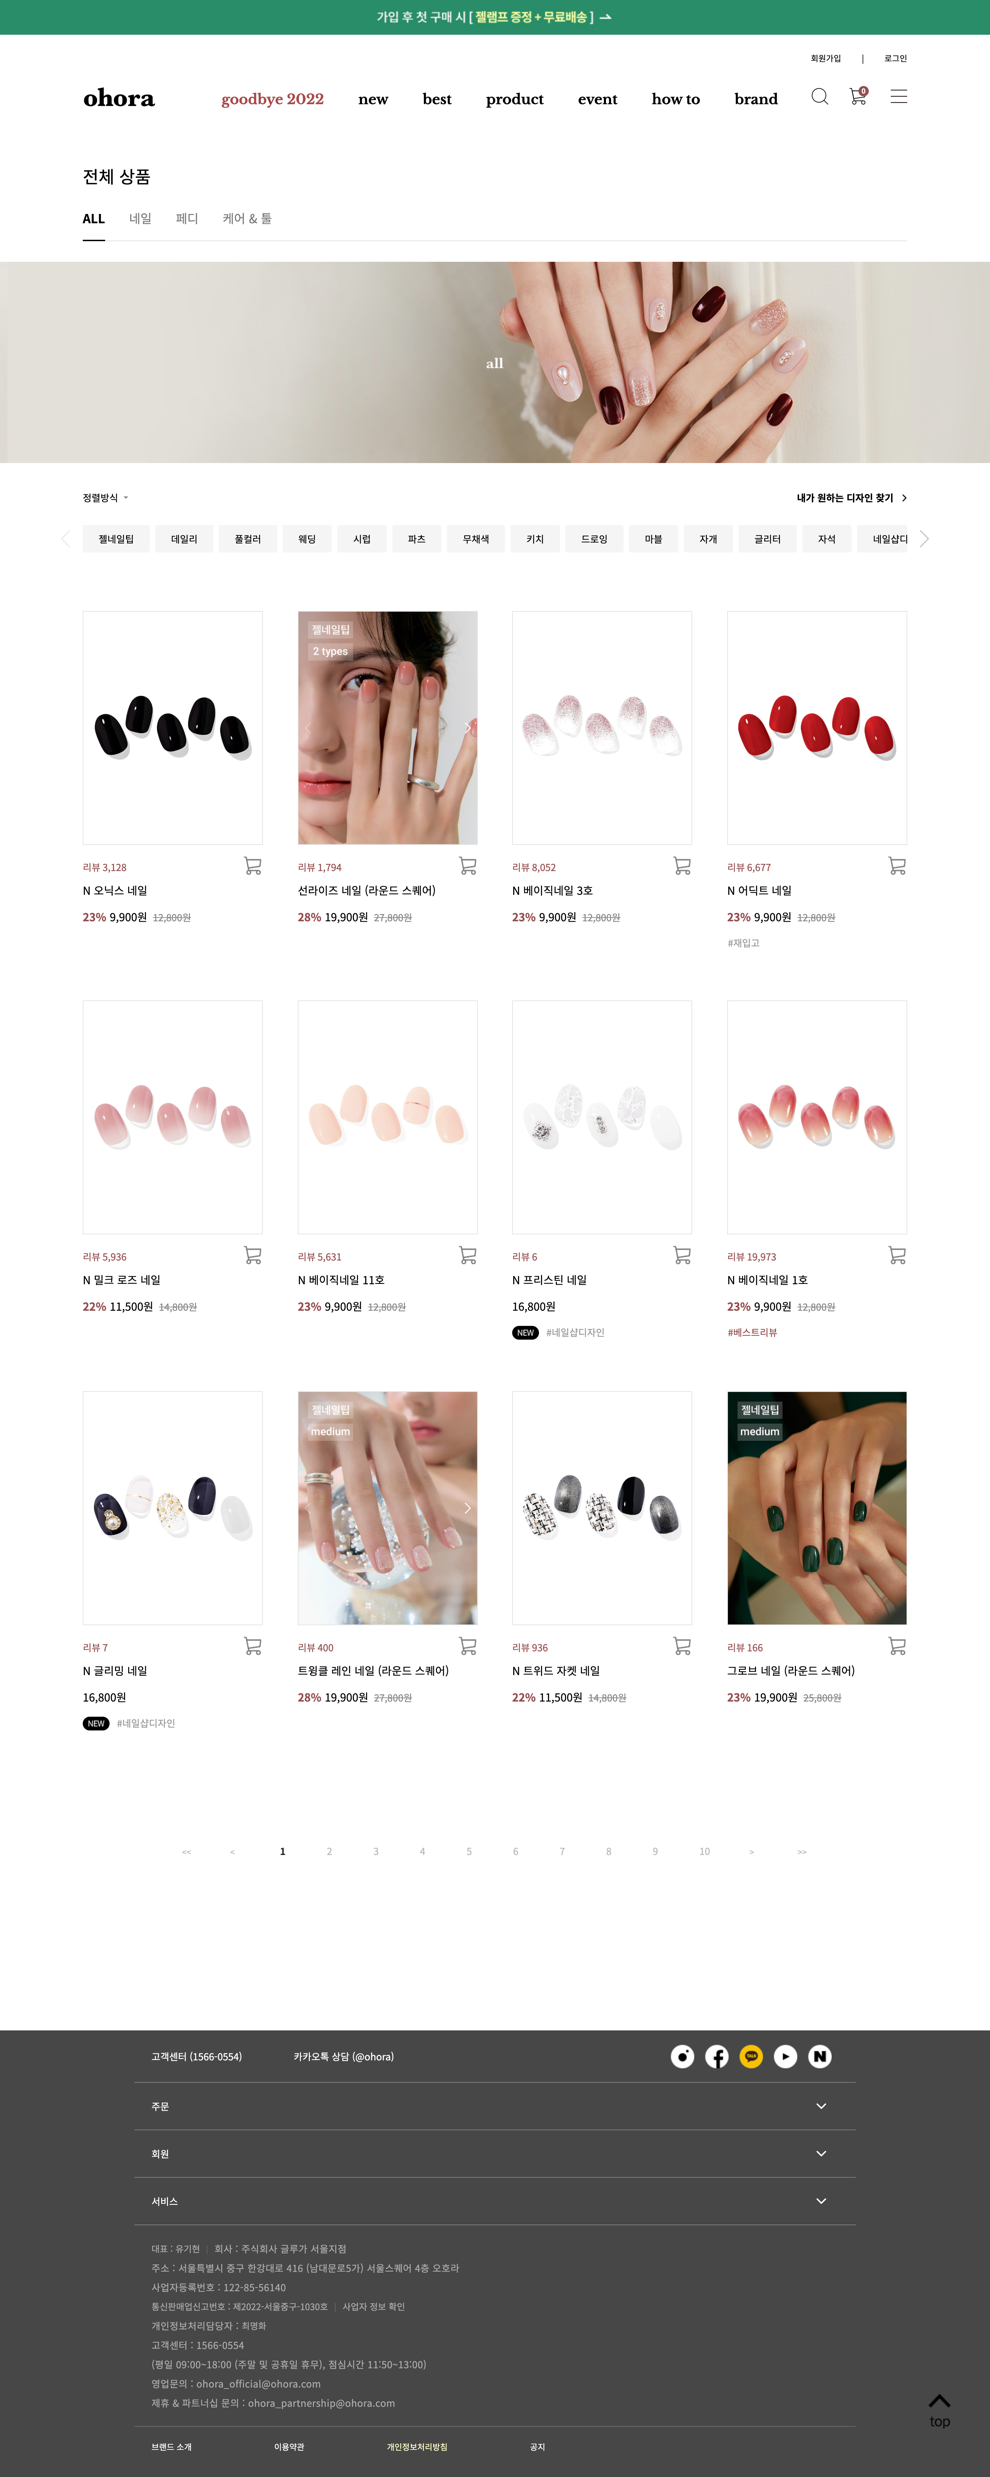 가입 후 첫 구매 시 [ 젤램프 증정 + 무료배송 ] →
회원가입 | 로그인
ohora goodbye 2022 new best product event how to brand 0
전체 상품
ALL 네일 페디 케어 & 툴
all
정렬방식 내가 원하는 디자인 찾기 >
젤네일팁 데일리 풀컬러 웨딩 시럽 파츠 무채색 키치 드로잉 마블 자개 글리터 자석 네일샵디
젤네일팁
2 types
리뷰 3,128 리뷰 1,794 리뷰 8,052 리뷰 6,677
N 오닉스 네일 선라이즈 네일 (라운드 스퀘어) N 베이직네일 3호 N 어딕트 네일
23% 9,900원 12,800원 28% 19,900원 27,800원 23% 9,900원 12,800원 23% 9,900원 12,800원
#재입고
리뷰 5,936 리뷰 5,631 리뷰 6 리뷰 19,973
N 밀크 로즈 네일 N 베이직네일 11호 N 프리스틴 네일 N 베이직네일 1호
22% 11,500원 14,800원 23% 9,900원 12,800원 16,800원 23% 9,900원 12,800원
NEW #네일샵디자인 #베스트리뷰
젤네일팁 젤네일팁
medium medium
리뷰 7 리뷰 400 리뷰 936 리뷰 166
N 글리밍 네일 트윙클 레인 네일 (라운드 스퀘어) N 트위드 자켓 네일 그로브 네일 (라운드 스퀘어)
16,800원 28% 19,900원 27,800원 22% 11,500원 14,800원 23% 19,900원 25,800원
NEW #네일샵디자인
<< < 1 2 3 4 5 6 7 8 9 10 > >>
고객센터 (1566-0554) 카카오톡 상담 (@ohora) TALK N
주문
회원
서비스
대표 : 유기현 | 회사 : 주식회사 글루가 서울지점
주소 : 서울특별시 중구 한강대로 416 (남대문로5가) 서울스퀘어 4층 오호라
사업자등록번호 : 122-85-56140
통신판매업신고번호 : 제2022-서울중구-1030호 | 사업자 정보 확인
개인정보처리담당자 : 최명화
고객센터 : 1566-0554
(평일 09:00~18:00 (주말 및 공휴일 휴무), 점심시간 11:50~13:00)
영업문의 : ohora_official@ohora.com
제휴 & 파트너십 문의 : ohora_partnership@ohora.com
top
브랜드 소개 이용약관 개인정보처리방침 공지